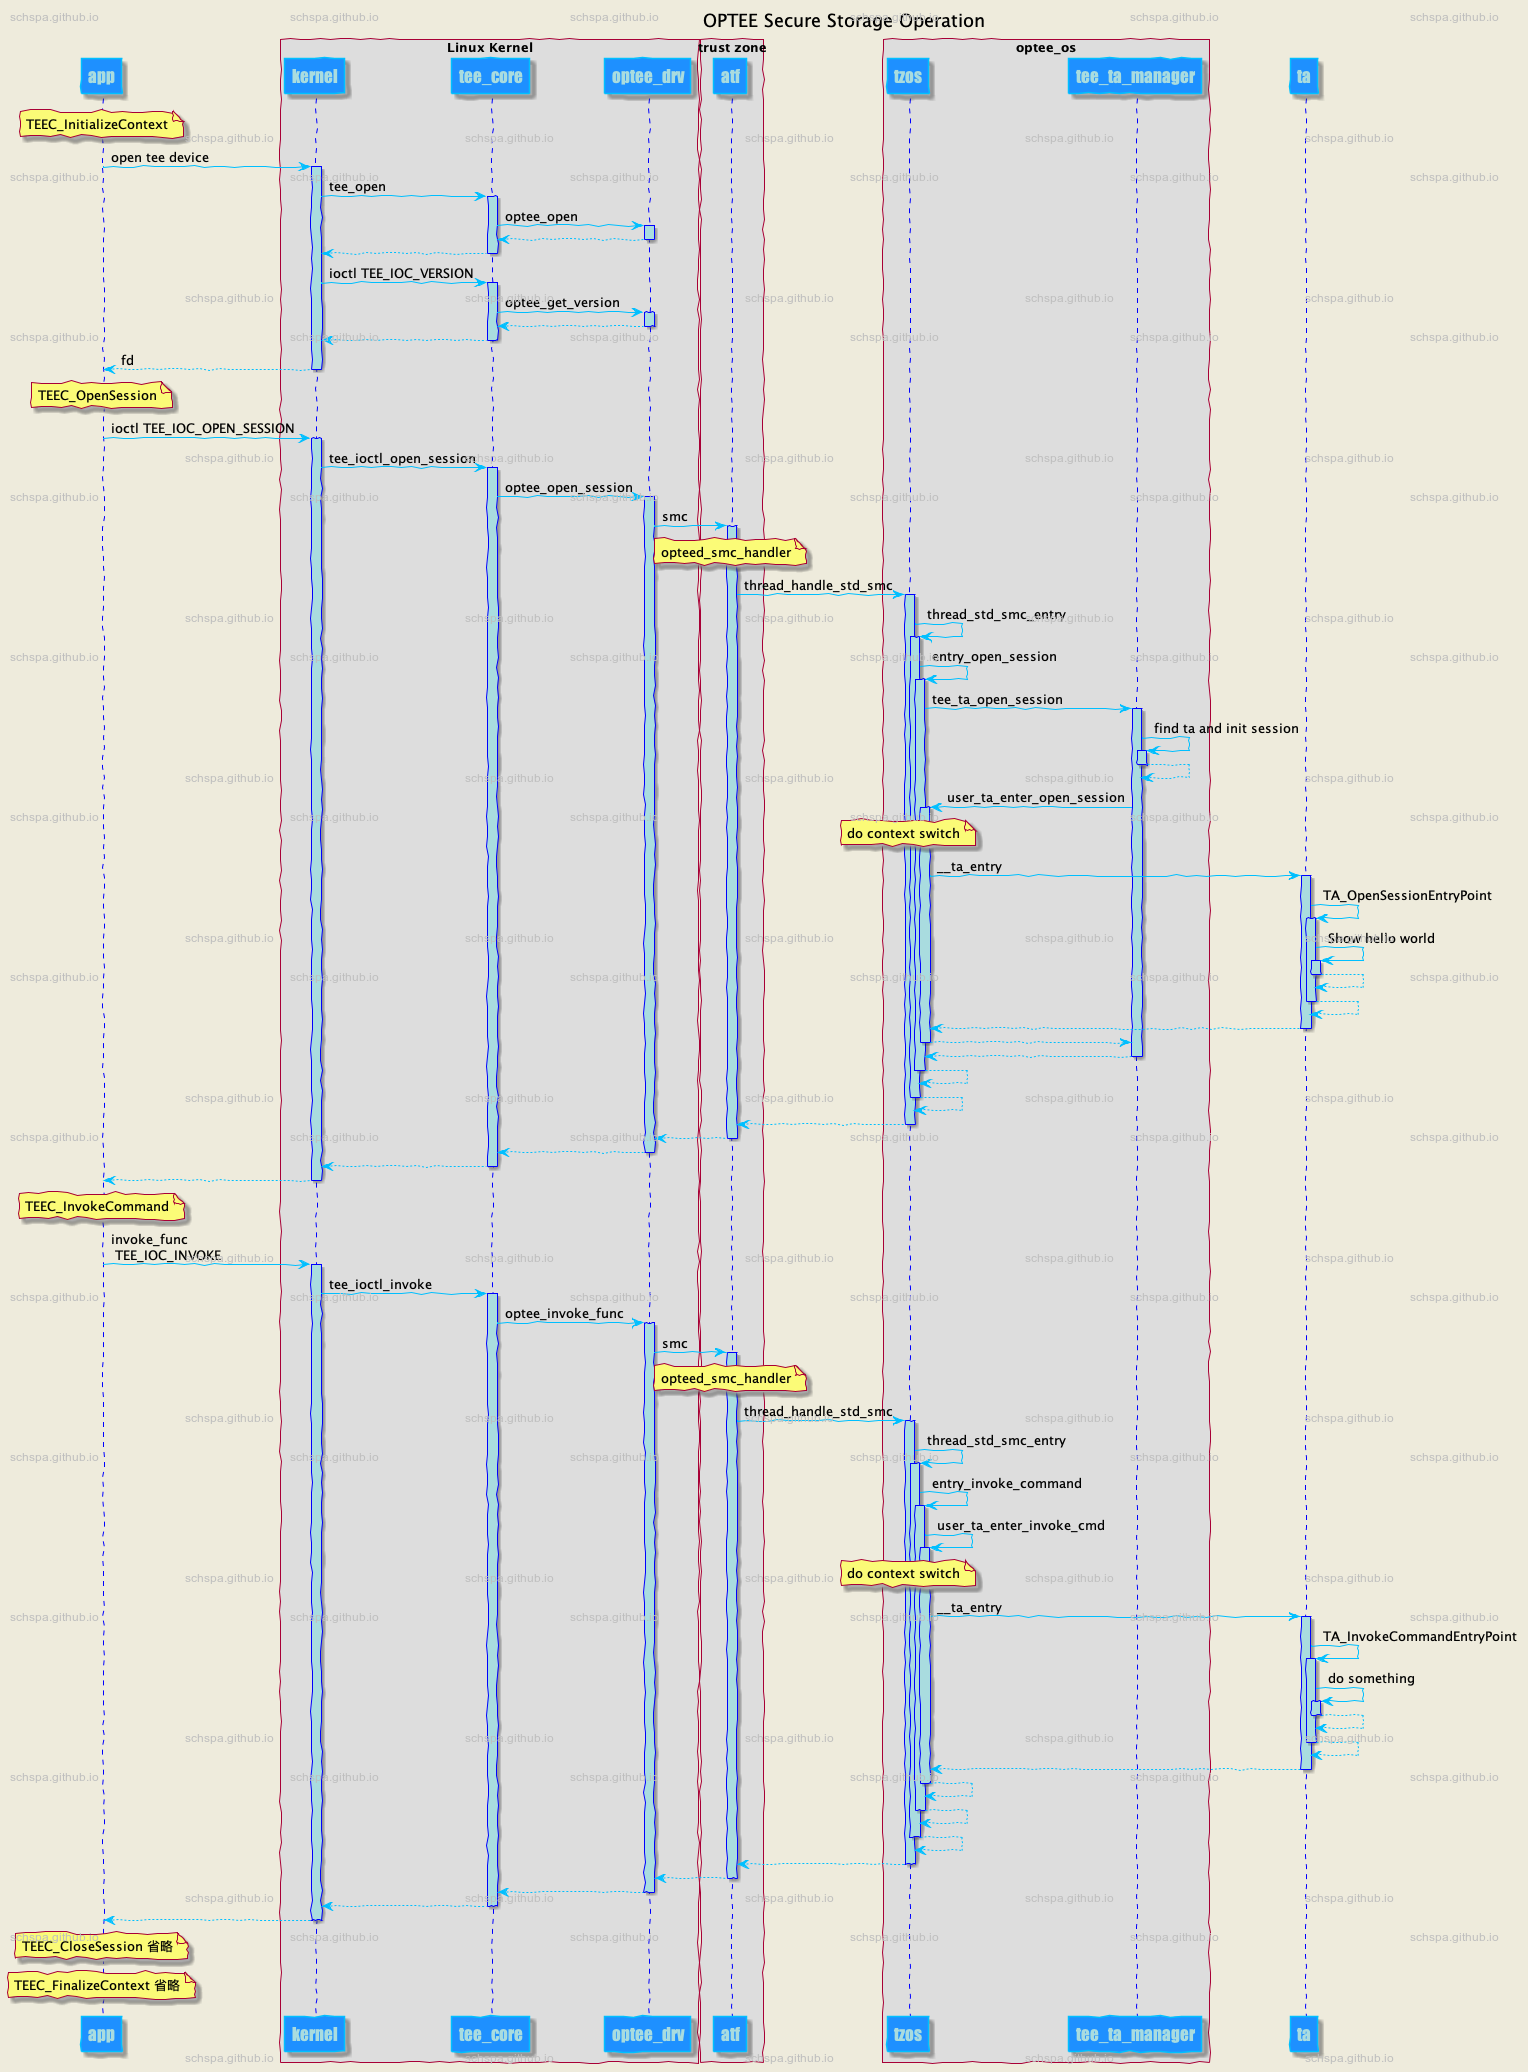 OPTEE Secure Storage Operation
Linux Kernel
trust zone
optee_os
app
kernel
tee_core
optee_drv
atf
tzos
tee_ta_manager
ta
TEEC_InitializeContext
open tee device
tee_open
optee_open
ioctl TEE_IOC_VERSION
optee_get_version
fd
TEEC_OpenSession
ioctl TEE_IOC_OPEN_SESSION
tee_ioctl_open_session
optee_open_session
smc
opteed_smc_handler
thread_handle_std_smc
thread_std_smc_entry
entry_open_session
tee_ta_open_session
find ta and init session
user_ta_enter_open_session
do context switch
__ta_entry
TA_OpenSessionEntryPoint
Show hello world
TEEC_InvokeCommand
invoke_func
TEE_IOC_INVOKE
tee_ioctl_invoke
optee_invoke_func
smc
opteed_smc_handler
thread_handle_std_smc
thread_std_smc_entry
entry_invoke_command
user_ta_enter_invoke_cmd
do context switch
__ta_entry
TA_InvokeCommandEntryPoint
do something
TEEC_CloseSession 省略
TEEC_FinalizeContext 省略
app
kernel
tee_core
optee_drv
atf
tzos
tee_ta_manager
ta
schspa.github.io